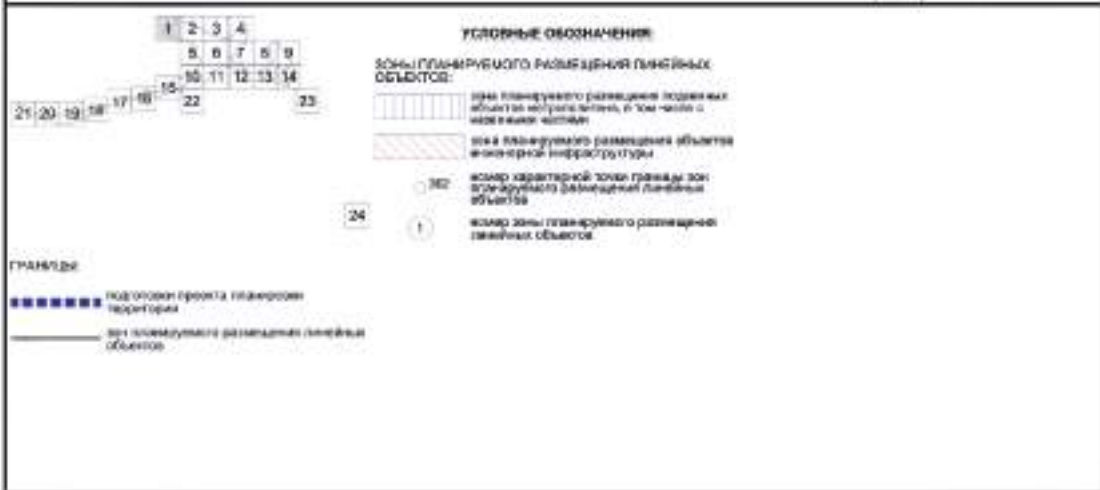 1 2 3 4
5 6 7 8 9
10 11 12 13 14
15
21 20 19 18 17 16
22
23
24
УСЛОВНЫЕ ОБОЗНАЧЕНИЯ:
ЗОНЫ ПЛАНИРУЕМОГО РАЗМЕЩЕНИЯ ЛИНЕЙНЫХ
ОБЪЕКТОВ:
зона планируемого размещения подземных
объектов метрополитена, в том числе с
наземными частями
зона планируемого размещения объектов
инженерной инфраструктуры
362
номер характерной точки границы зон
планируемого размещения линейных
объектов
1
номер зоны планируемого размещения
линейных объектов
ГРАНИЦЫ:
подготовки проекта планировки
территории
зон планируемого размещения линейных
объектов